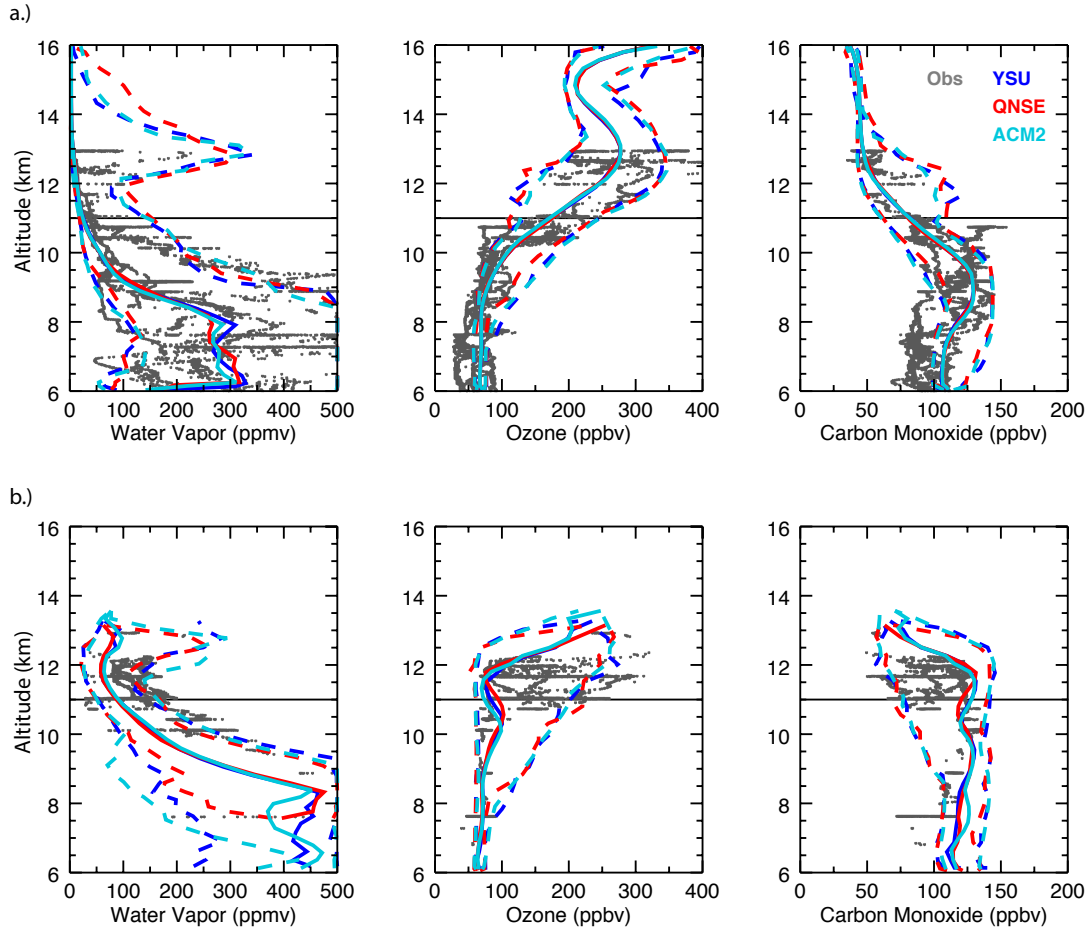 a.)
16
14
12
10
8
6
Altitude (km)
0 100 200 300 400 500
Water Vapor (ppmv)
16
14
12
10
8
6
0 100 200 300 400
Ozone (ppbv)
Obs YSU
QNSE
ACM2
16
14
12
10
8
6
0 50 100 150 200
Carbon Monoxide (ppbv)
b.)
16
14
12
10
8
6
Altitude (km)
0 100 200 300 400 500
Water Vapor (ppmv)
16
14
12
10
8
6
0 100 200 300 400
Ozone (ppbv)
16
14
12
10
8
6
0 50 100 150 200
Carbon Monoxide (ppbv)